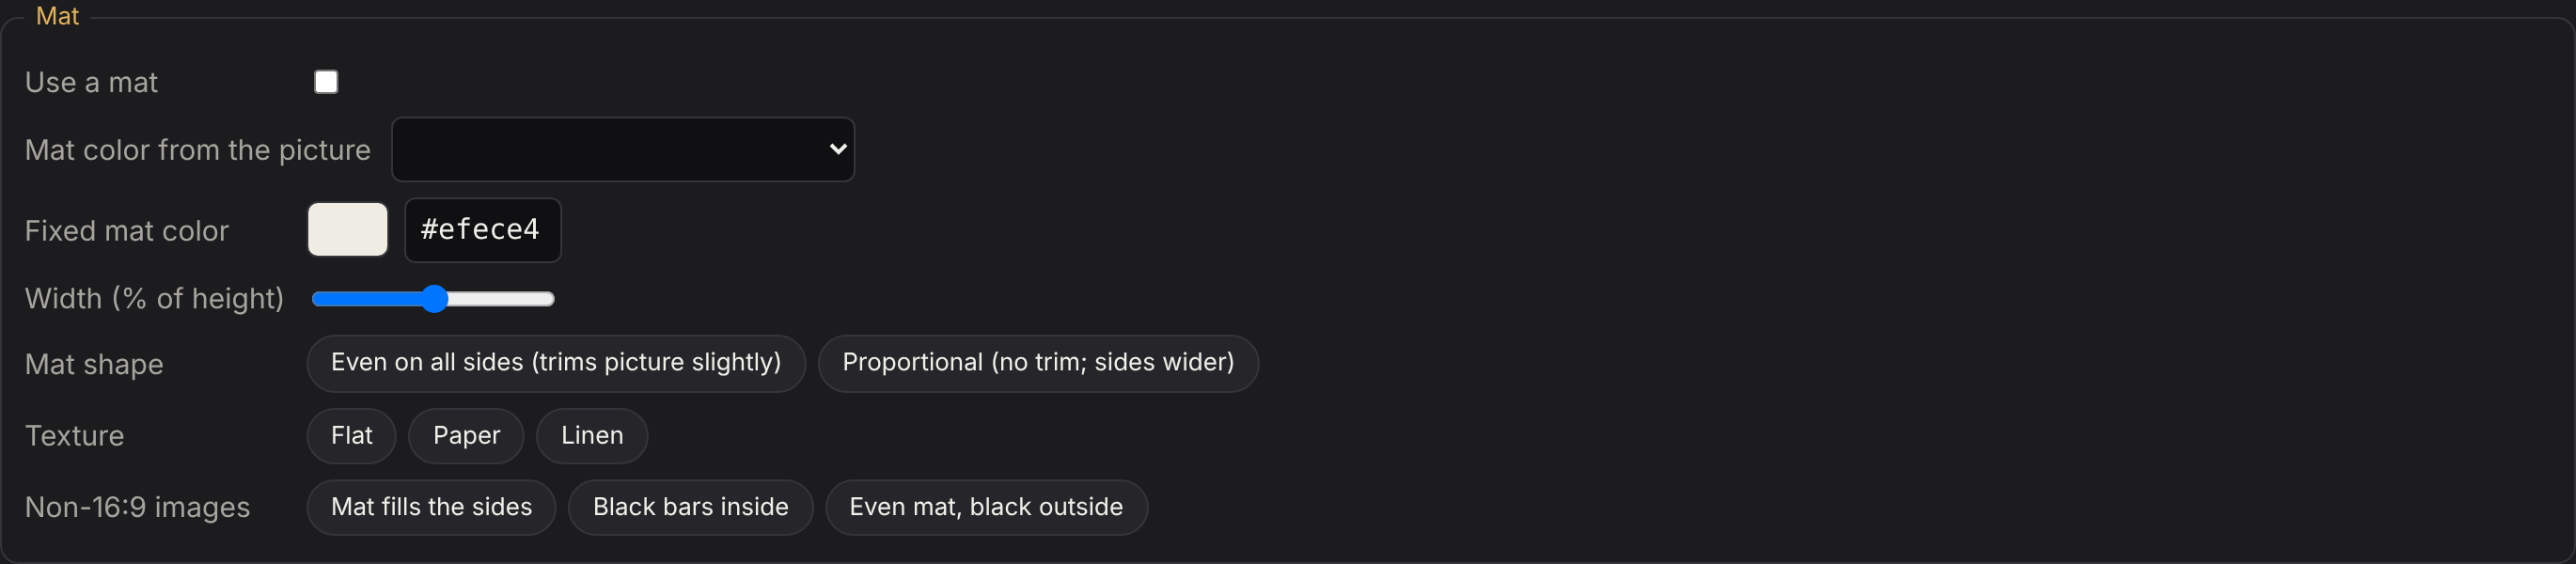 Mat
Use a mat
Mat color from the picture
Fixed mat color #efece4
Width (% of height)
Mat shape Even on all sides (trims picture slightly) Proportional (no trim; sides wider)
Texture Flat Paper Linen
Non-16:9 images Mat fills the sides Black bars inside Even mat, black outside